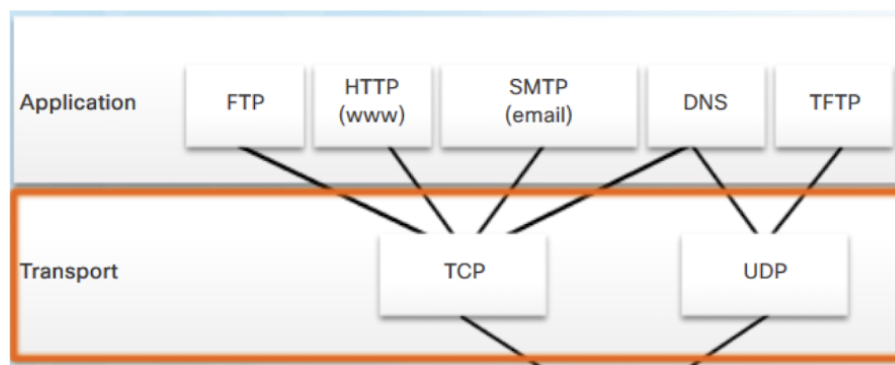 Application
FTP
HTTP
(www)
SMTP
(email)
DNS
TFTP
Transport
TCP
UDP